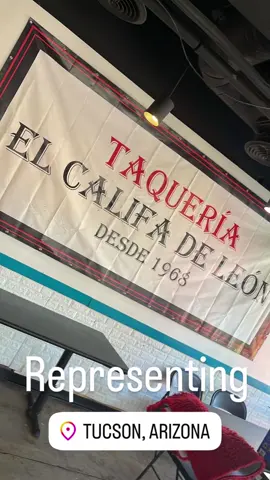 TAQUERÍA
EL CALIFA DE LEÓN
DESDE 1968
Representing
TUCSON, ARIZONA